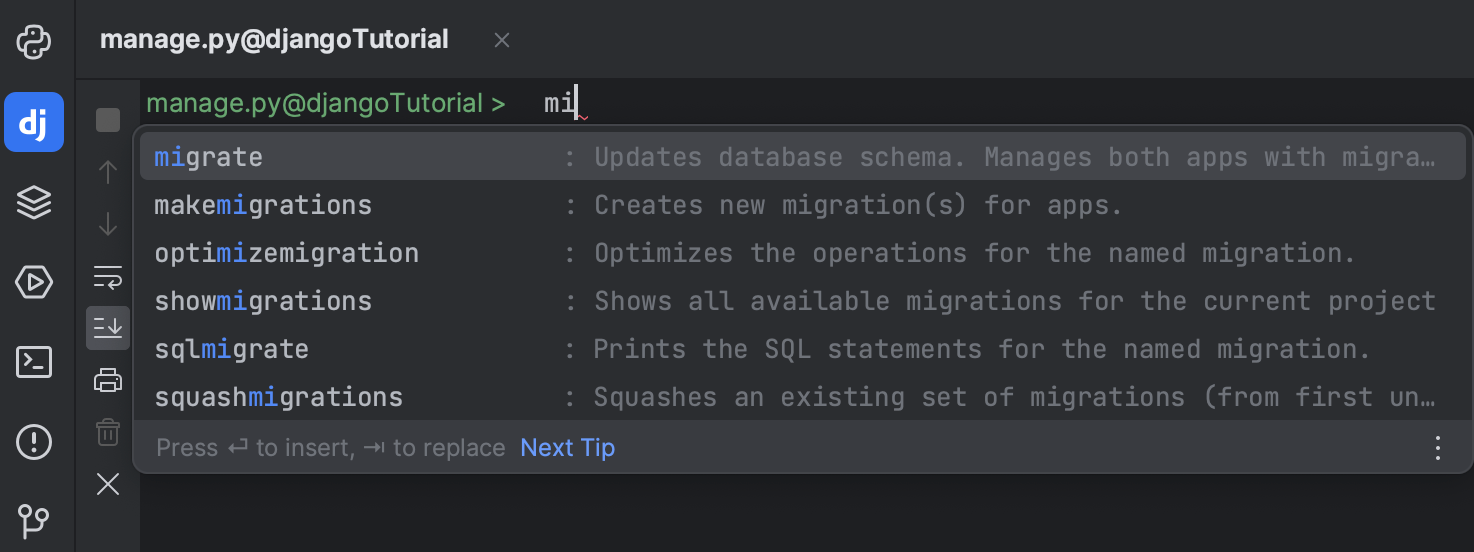 manage.py@djangoTutorial
dj
manage.py@djangoTutorial > mi
migrate : Updates database schema. Manages both apps with migra…
makemigrations : Creates new migration(s) for apps.
optimizemigration : Optimizes the operations for the named migration.
showmigrations : Shows all available migrations for the current project
sqlmigrate : Prints the SQL statements for the named migration.
squashmigrations : Squashes an existing set of migrations (from first un…
Press ↵ to insert, ⇥ to replace Next Tip